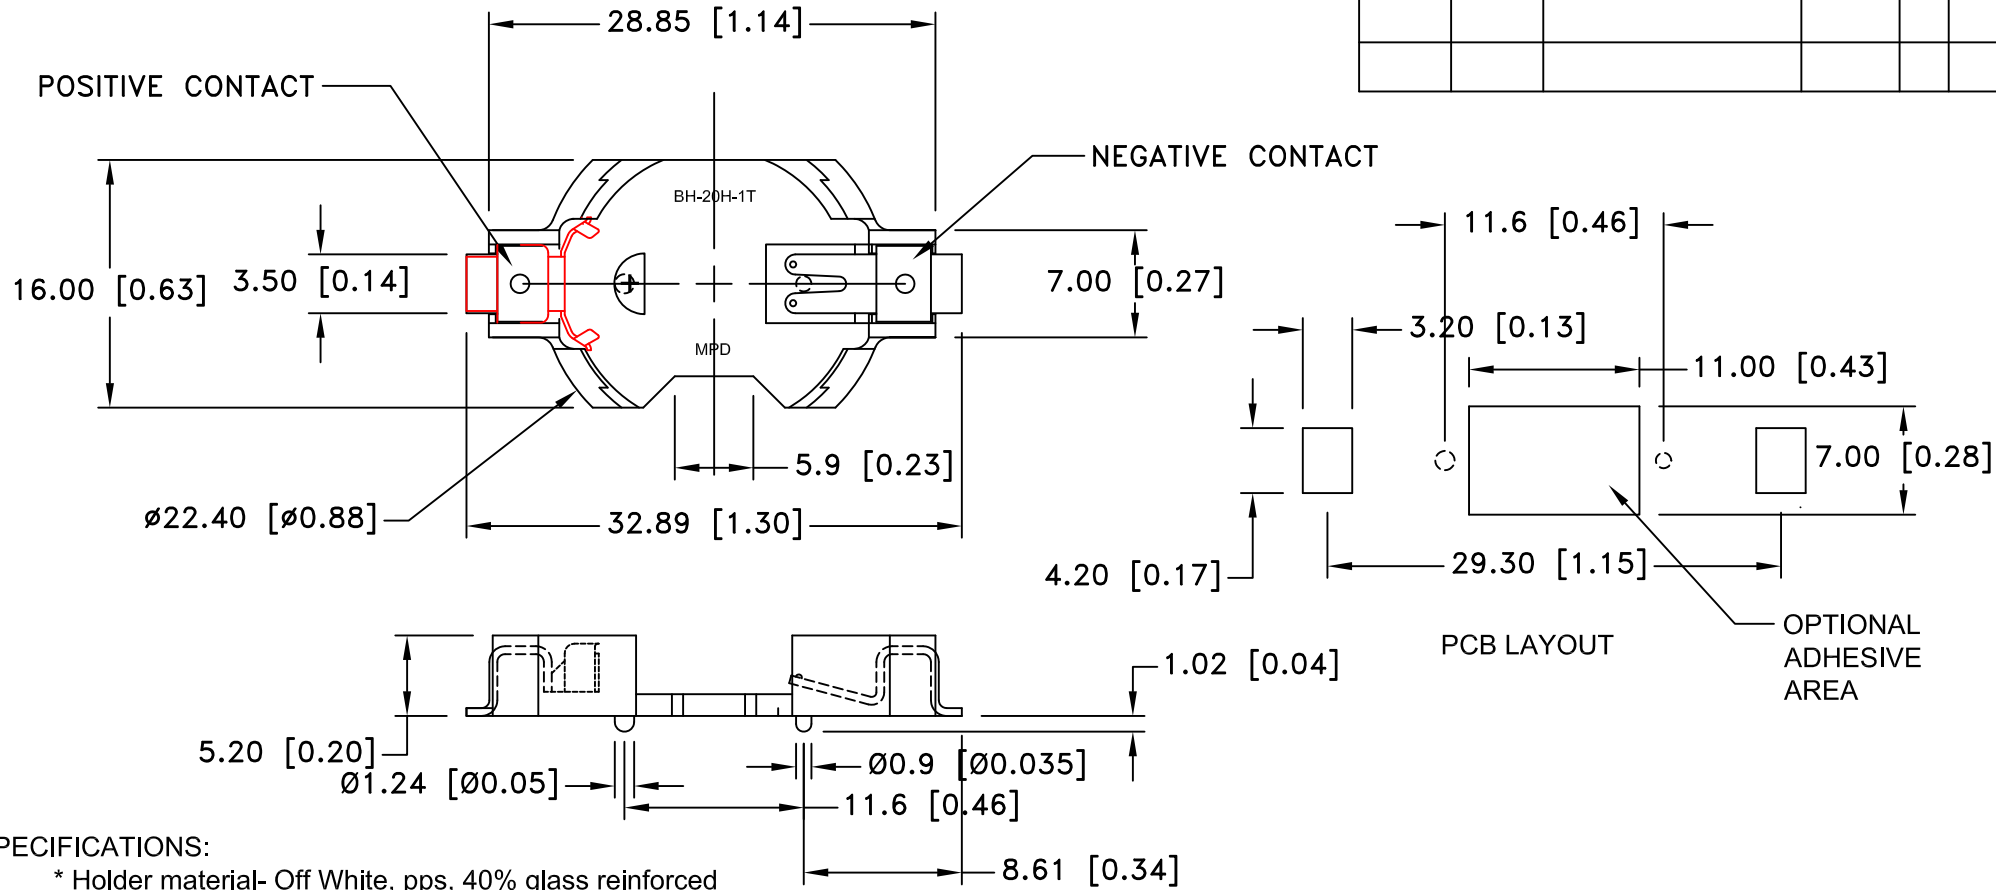 28.85 [1.14]
POSITIVE CONTACT
NEGATIVE CONTACT
BH-20H-1T
11.6 [0.46]
16.00 [0.63]
3.50 [0.14]
+
7.00 [0.27]
3.20 [0.13]
MPD
11.00 [0.43]
5.9 [0.23]
7.00 [0.28]
ø22.40 [ø0.88]
32.89 [1.30]
4.20 [0.17]
29.30 [1.15]
PCB LAYOUT
OPTIONAL
ADHESIVE
AREA
1.02 [0.04]
5.20 [0.20]
Ø1.24 [Ø0.05]
Ø0.9 [Ø0.035]
11.6 [0.46]
8.61 [0.34]
PECIFICATIONS:
* Holder material- Off White, pps, 40% glass reinforced